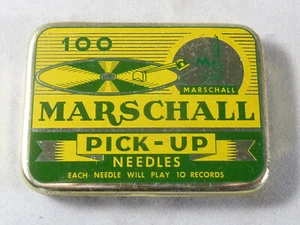 100
MARSCHALL
MARSCHALL
PICK-UP
NEEDLES
EACH NEEDLE WILL PLAY 10 RECORDS